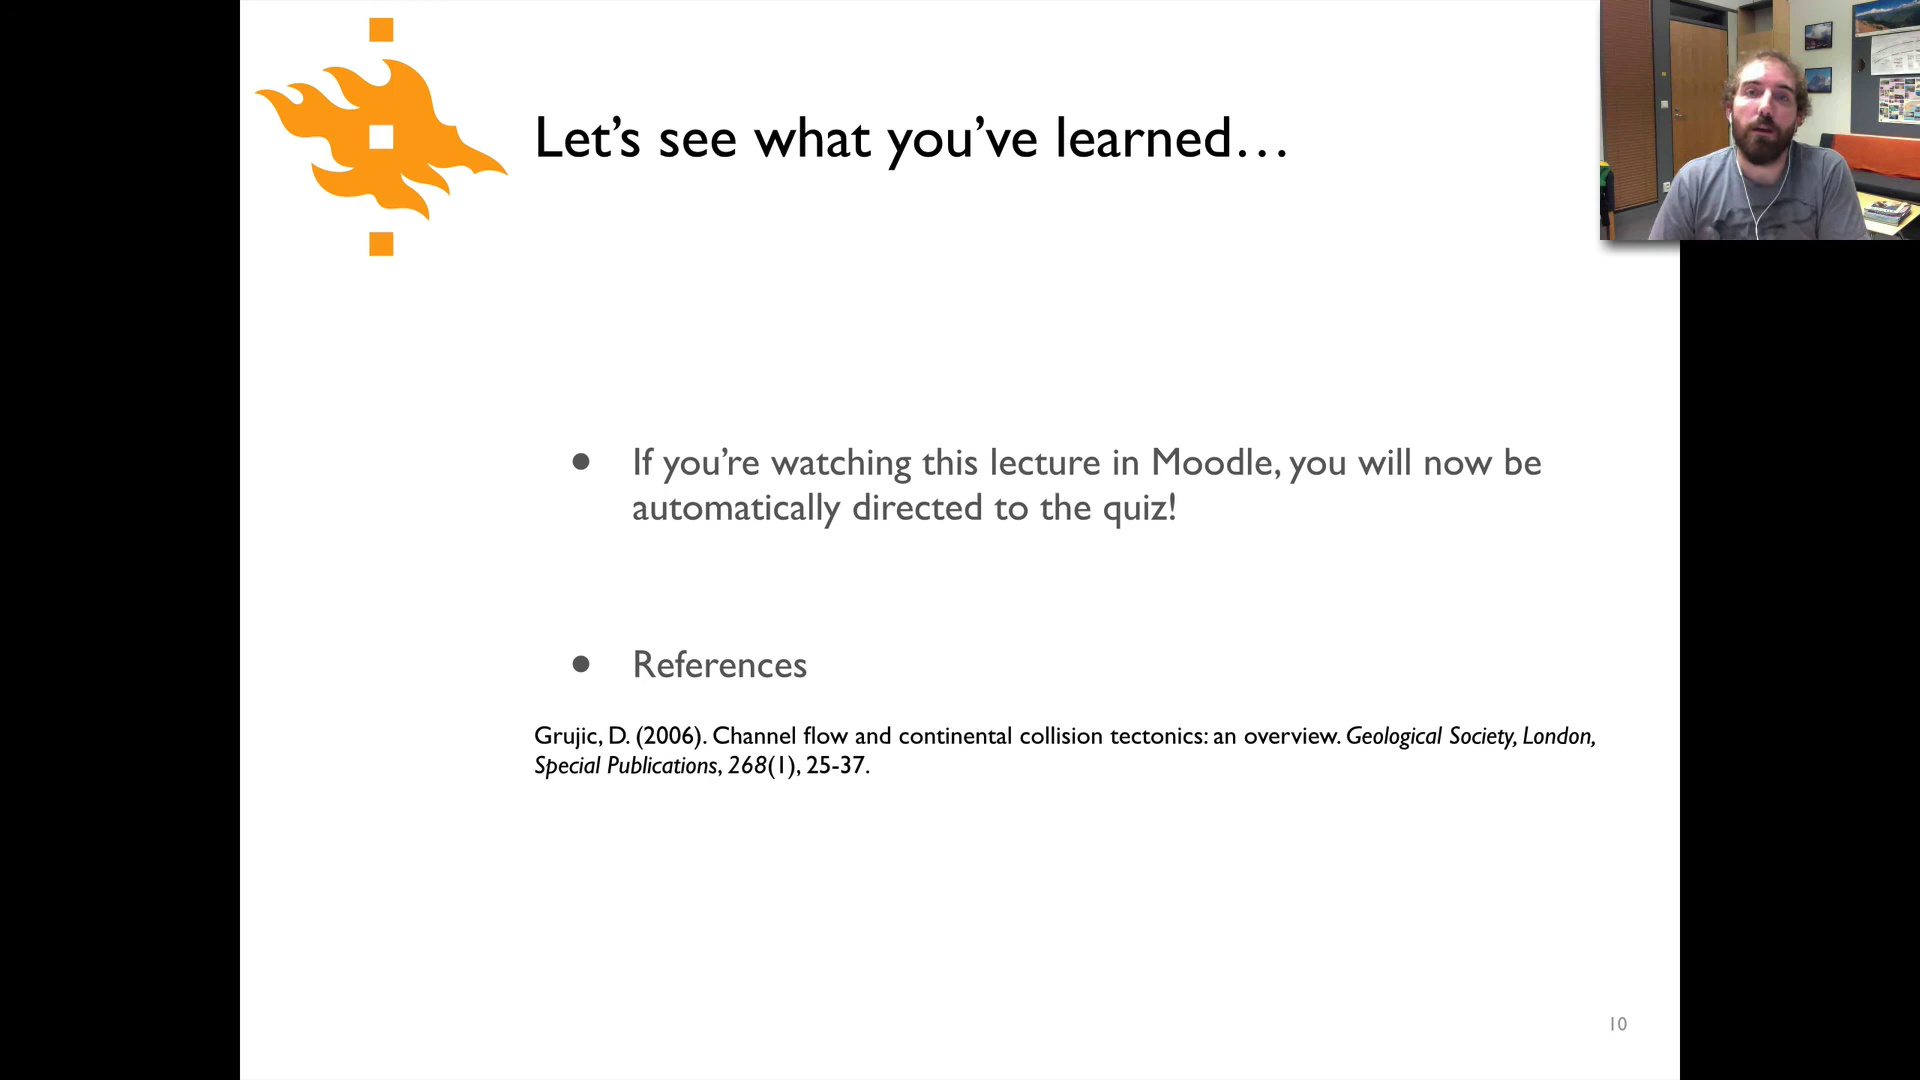 Let’s see what you’ve learned…
● If you’re watching this lecture in Moodle, you will now be
automatically directed to the quiz!
● References
Grujic, D. (2006). Channel flow and continental collision tectonics: an overview. Geological Society, London,
Special Publications, 268(1), 25-37.
10